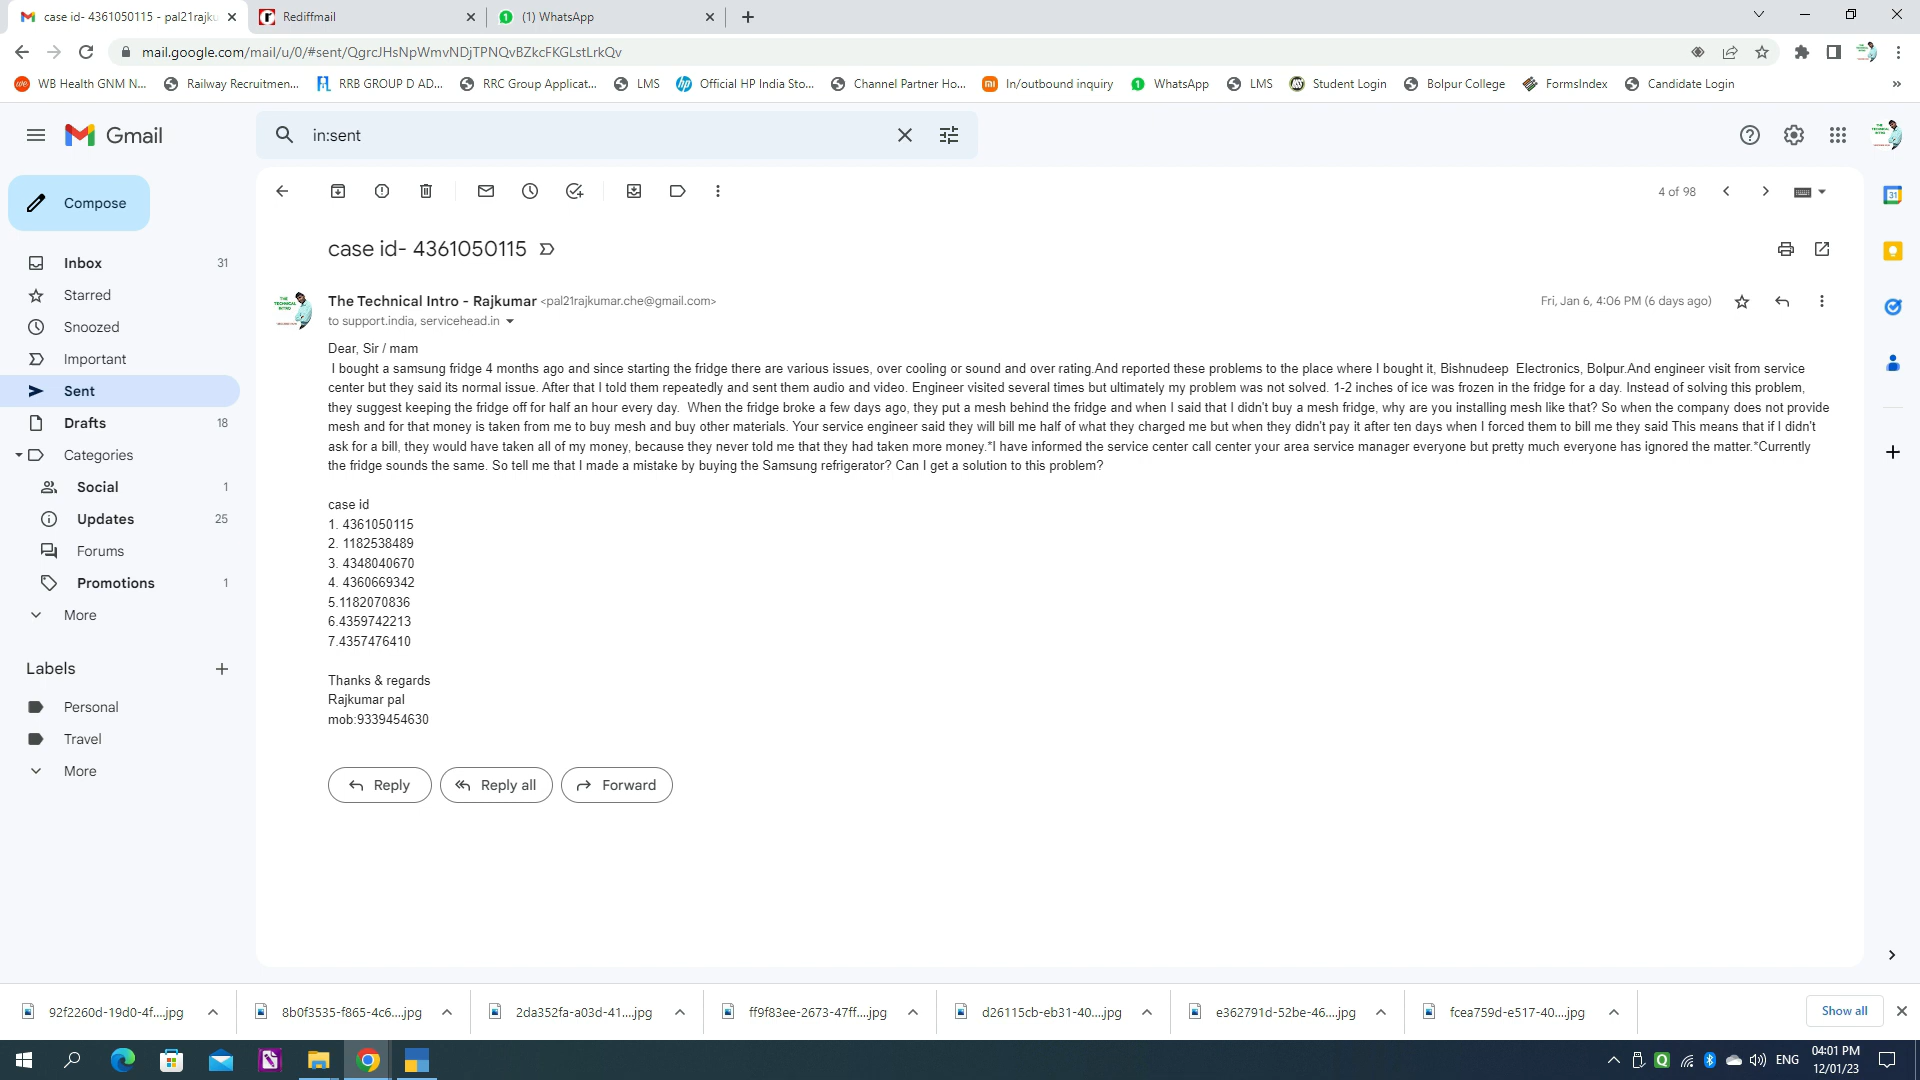 case id- 4361050115 - pal21rajku
Rediffmail
(1) WhatsApp
mail.google.com/mail/u/0/#sent/QgrcJHsNpWmvNDjTPNQvBZkcFKGLstLrkQv
WB Health GNM N...
Railway Recruitmen...
RRB GROUP D AD...
RRC Group Applicat...
LMS
Official HP India Sto...
Channel Partner Ho...
In/outbound inquiry
WhatsApp
LMS
Student Login
Bolpur College
FormsIndex
Candidate Login
Gmail
in:sent
Compose
4 of 98
Inbox 31
Starred
Snoozed
Important
Sent
Drafts 18
Categories
Social 1
Updates 25
Forums
Promotions 1
More
Labels
Personal
Travel
More
case id- 4361050115
The Technical Intro - Rajkumar <pal21rajkumar.che@gmail.com>
Fri, Jan 6, 4:06 PM (6 days ago)
to support.india, servicehead.in
Dear, Sir / mam
I bought a samsung fridge 4 months ago and since starting the fridge there are various issues, over cooling or sound and over rating.And reported these problems to the place where I bought it, Bishnudeep  Electronics, Bolpur.And engineer visit from service
center but they said its normal issue. After that I told them repeatedly and sent them audio and video. Engineer visited several times but ultimately my problem was not solved. 1-2 inches of ice was frozen in the fridge for a day. Instead of solving this problem,
they suggest keeping the fridge off for half an hour every day.  When the fridge broke a few days ago, they put a mesh behind the fridge and when I said that I didn't buy a mesh fridge, why are you installing mesh like that? So when the company does not provide
mesh and for that money is taken from me to buy mesh and buy other materials. Your service engineer said they will bill me half of what they charged me but when they didn't pay it after ten days when I forced them to bill me they said This means that if I didn't
ask for a bill, they would have taken all of my money, because they never told me that they had taken more money.*I have informed the service center call center your area service manager everyone but pretty much everyone has ignored the matter.*Currently
the fridge sounds the same. So tell me that I made a mistake by buying the Samsung refrigerator? Can I get a solution to this problem?
case id
1. 4361050115
2. 1182538489
3. 4348040670
4. 4360669342
5.1182070836
6.4359742213
7.4357476410
Thanks & regards
Rajkumar pal
mob:9339454630
Reply
Reply all
Forward
92f2260d-19d0-4f....jpg
8b0f3535-f865-4c6....jpg
2da352fa-a03d-41....jpg
ff9f83ee-2673-47ff....jpg
d26115cb-eb31-40....jpg
e362791d-52be-46....jpg
fcea759d-e517-40....jpg
Show all
ENG
04:01 PM
12/01/23